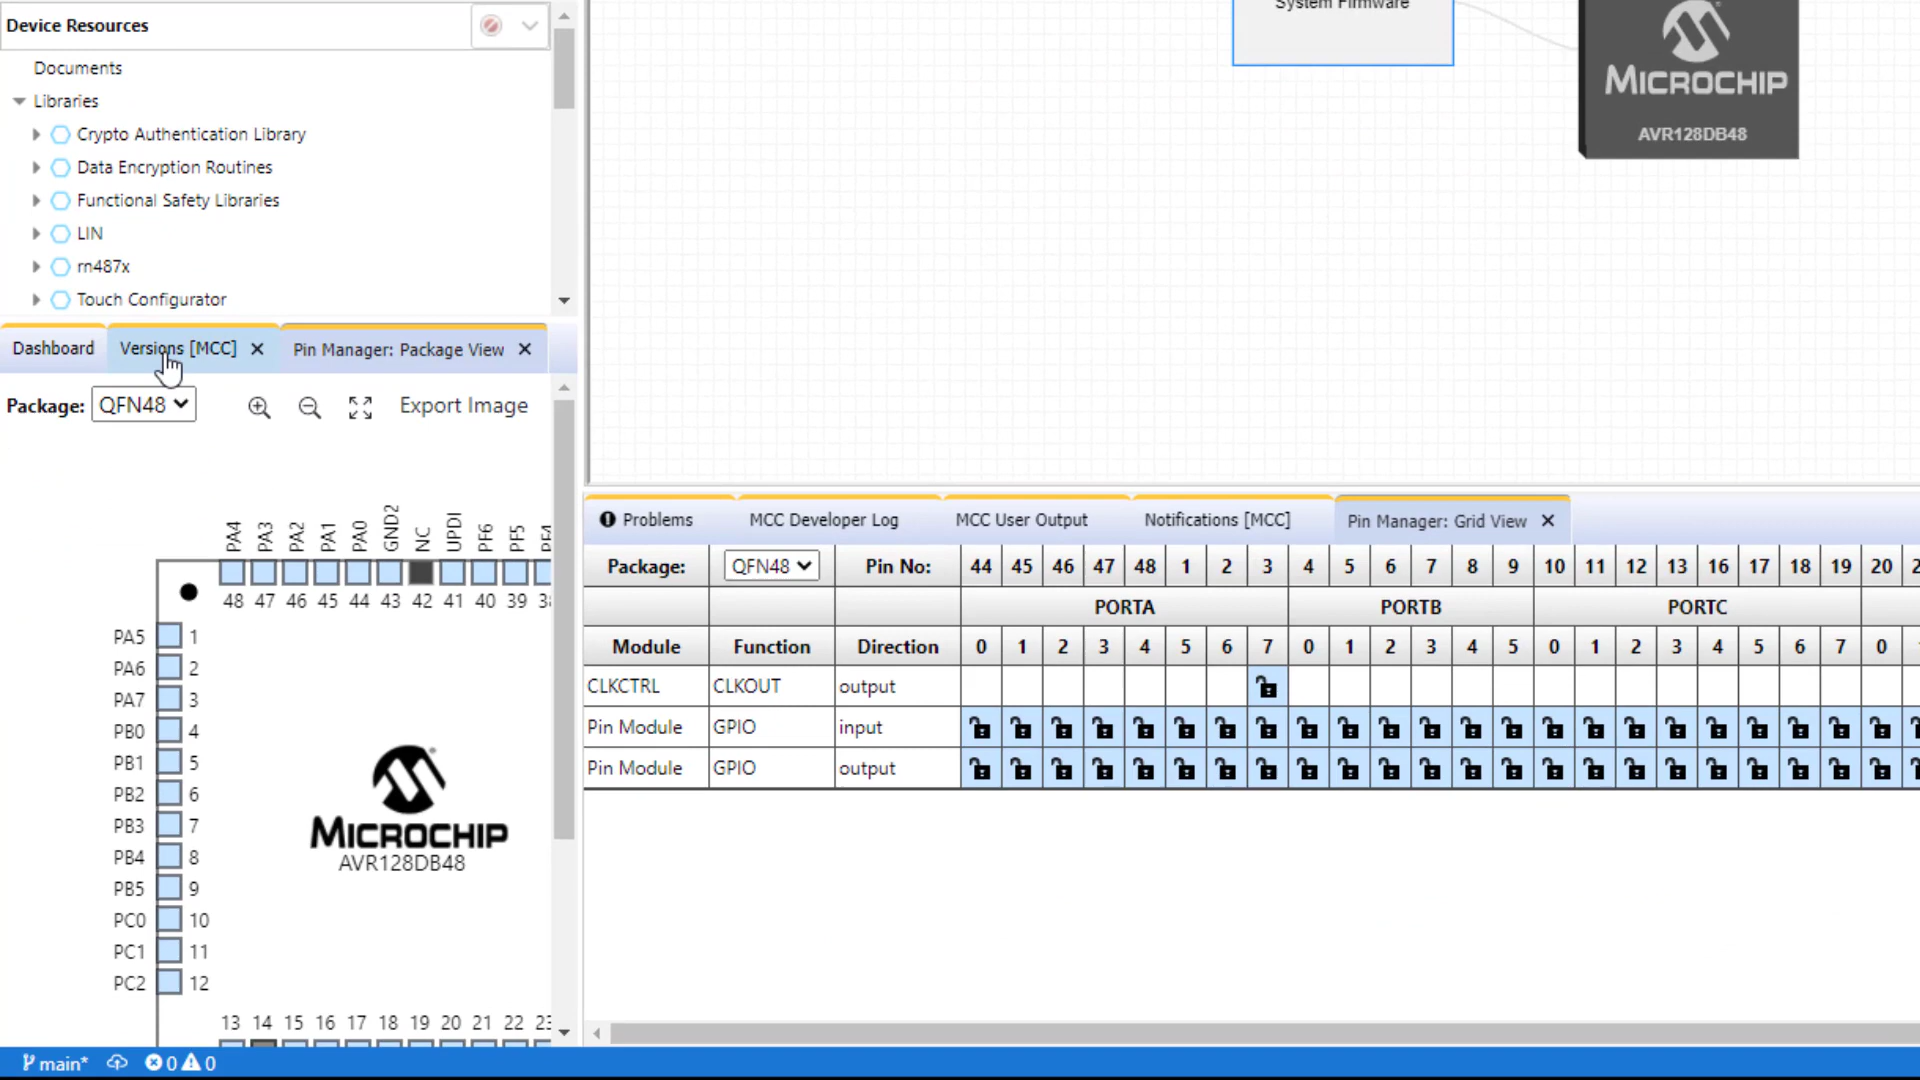 Device Resources
Documents
Libraries
Crypto Authentication Library
Data Encryption Routines
Functional Safety Libraries
LIN
rn487x
Touch Configurator
System Firmware
MICROCHIP
AVR128DB48
Dashboard
Versions [MCC]
Pin Manager: Package View
Package: QFN48
Export Image
PA4 PA3 PA2 PA1 PA0 GND2 NC UPDI PF6 PF5 PF4
48 47 46 45 44 43 42 41 40 39 38
PA5 1
PA6 2
PA7 3
PB0 4
PB1 5
PB2 6
PB3 7
PB4 8
PB5 9
PC0 10
PC1 11
PC2 12
MICROCHIP
AVR128DB48
13 14 15 16 17 18 19 20 21 22 23
Problems
MCC Developer Log
MCC User Output
Notifications [MCC]
Pin Manager: Grid View
Package: QFN48 Pin No: 44 45 46 47 48 1 2 3 4 5 6 7 8 9 10 11 12 13 16 17 18 19 20 2
PORTA PORTB PORTC
Module Function Direction 0 1 2 3 4 5 6 7 0 1 2 3 4 5 0 1 2 3 4 5 6 7 0
CLKCTRL CLKOUT output
Pin Module GPIO input
Pin Module GPIO output
main* 0 0